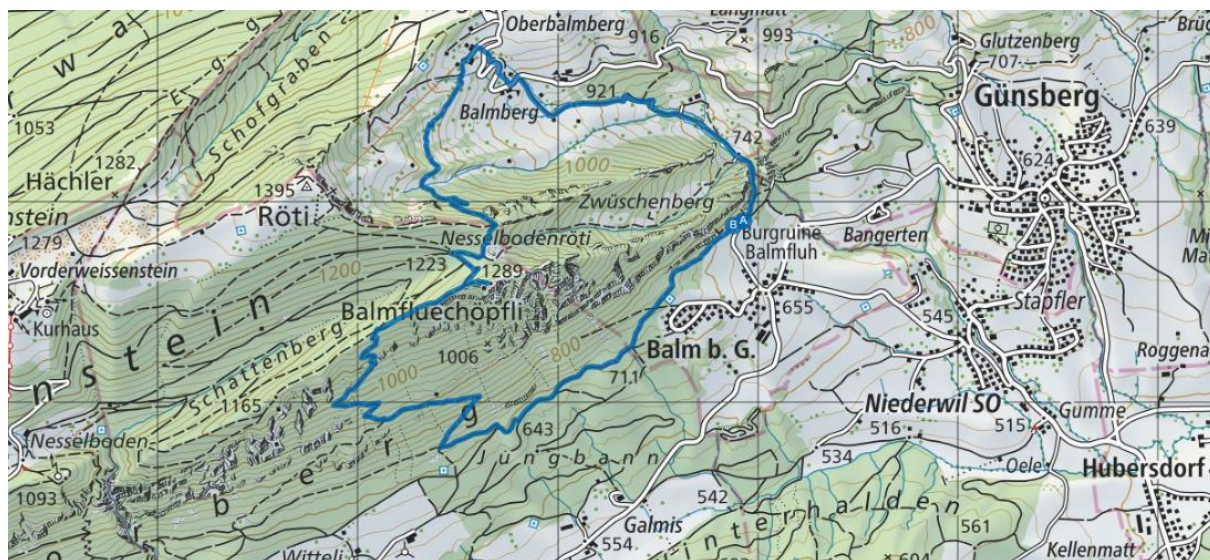 Oberbalmberg
916
993
800
Glutzenberg
707
Günsberg
921
Balmberg
742
639
1053
E g g
Schofgraben
1282
Hächler
1395
Röti
1000
624
Zwüschenberg
B A
Burgruine
Balmfluh
Bangerten
1279
Vorderweissenstein
Nesselbodenröti
1223
1200
1289
Balmfluechöpfli
Kurhaus
655
545
Stapfler
n s t e i n
Schattenberg
1006
800
Balm b. G.
1000
711
1165
Niederwil SO
Gumme
516
515
Nesselboden
643
b e r g
Jungbann
534
Oele
Hubersdorf
1093
542
Galmis
554
561
Witteli
604
Kellenmatt